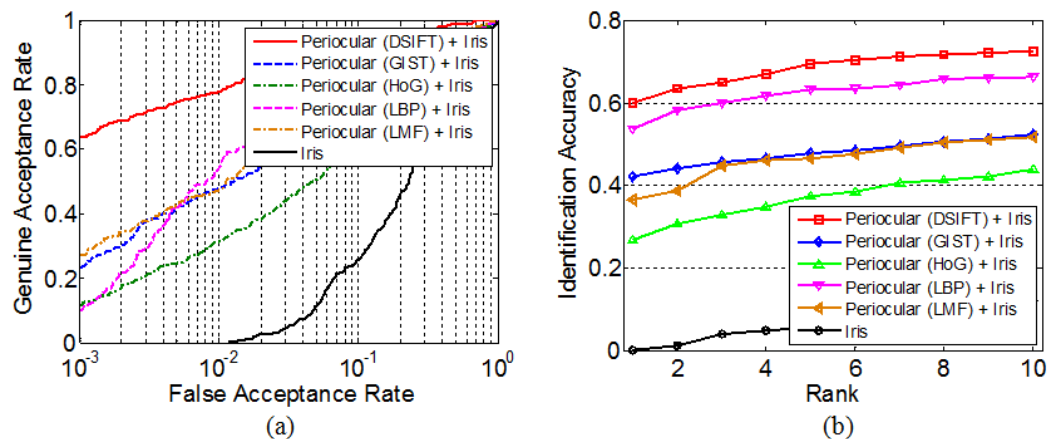 Genuine Acceptance Rate
1
0.8
0.6
0.4
0.2
0
Periocular (DSIFT) + Iris
Periocular (GIST) + Iris
Periocular (HoG) + Iris
Periocular (LBP) + Iris
Periocular (LMF) + Iris
Iris
10^-3
10^-2
10^-1
10^0
False Acceptance Rate
(a)
Identification Accuracy
0.8
0.6
0.4
0.2
0
Periocular (DSIFT) + Iris
Periocular (GIST) + Iris
Periocular (HoG) + Iris
Periocular (LBP) + Iris
Periocular (LMF) + Iris
Iris
2 4 6 8 10
Rank
(b)